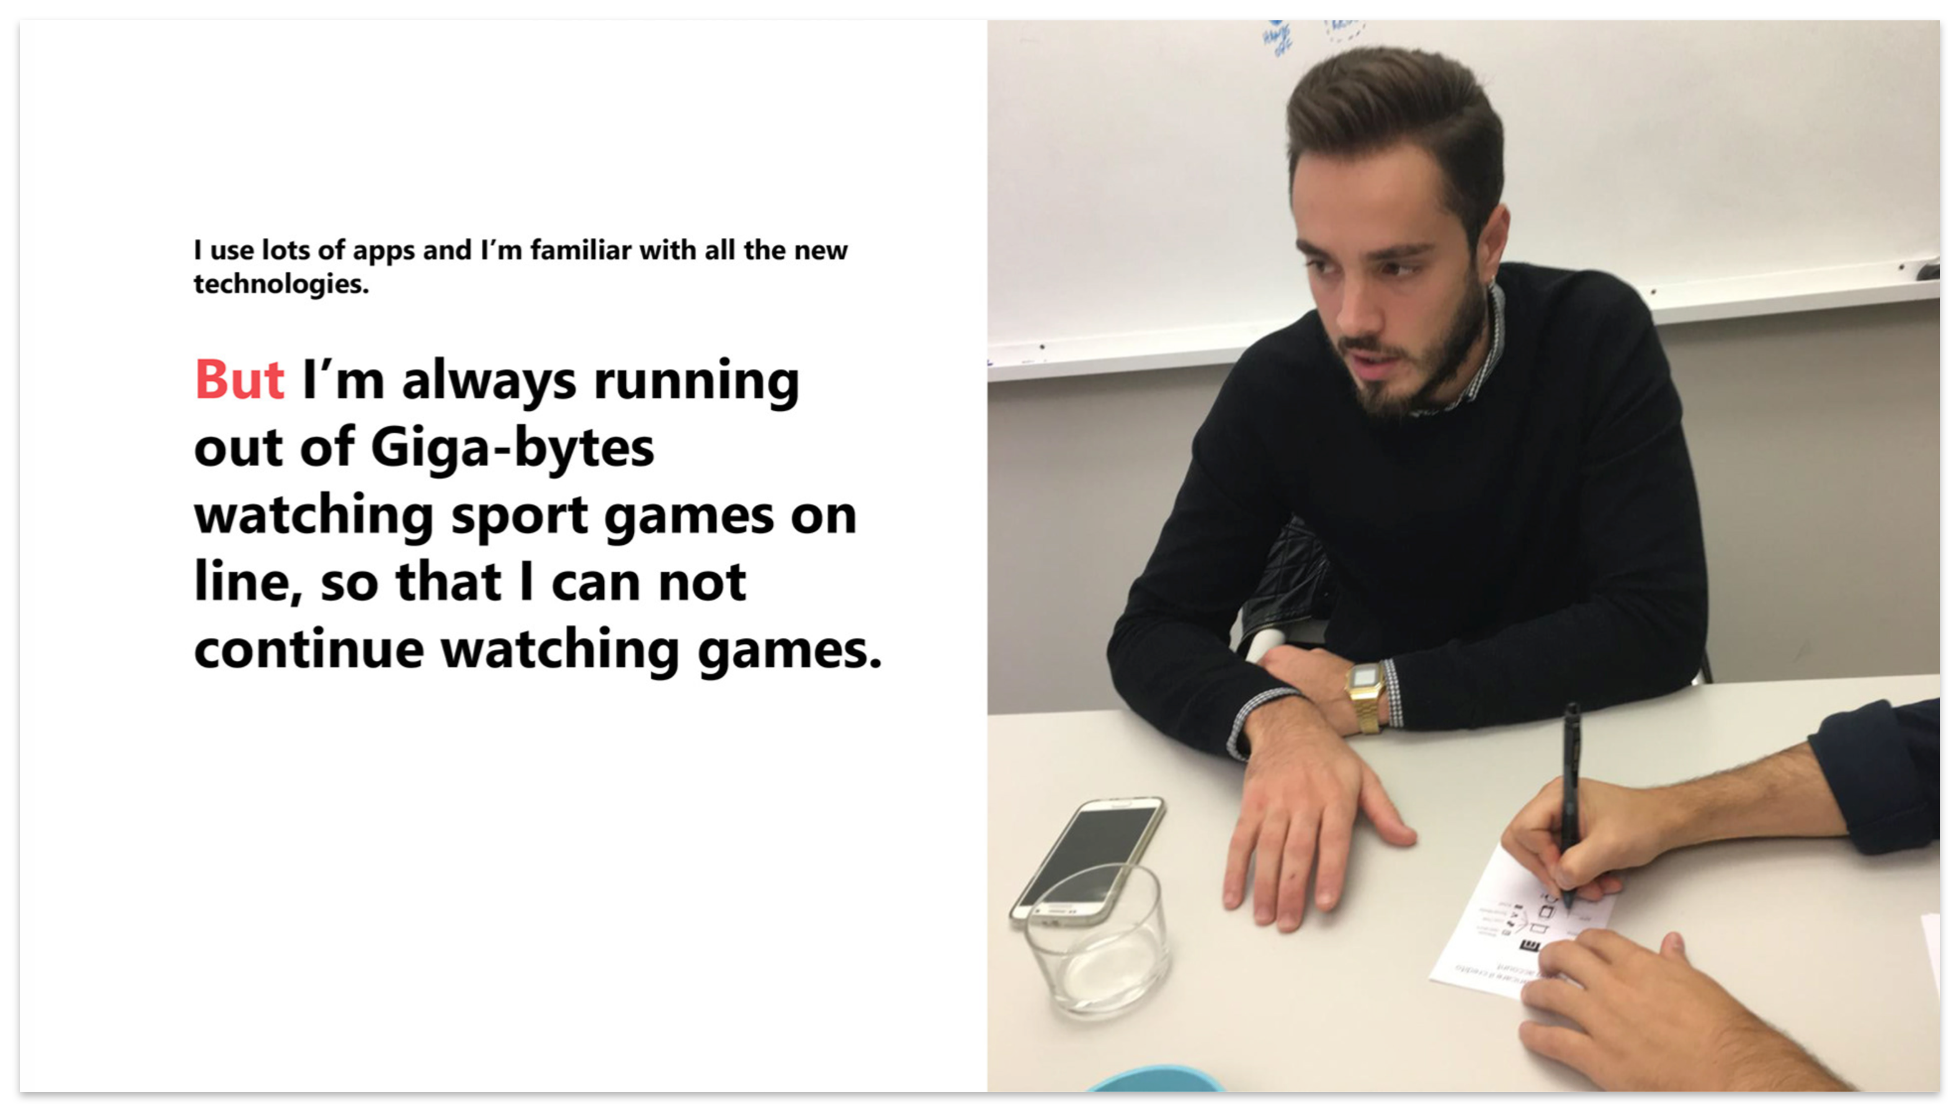 I use lots of apps and I’m familiar with all the new
technologies.
But I’m always running
out of Giga-bytes
watching sport games on
line, so that I can not
continue watching games.